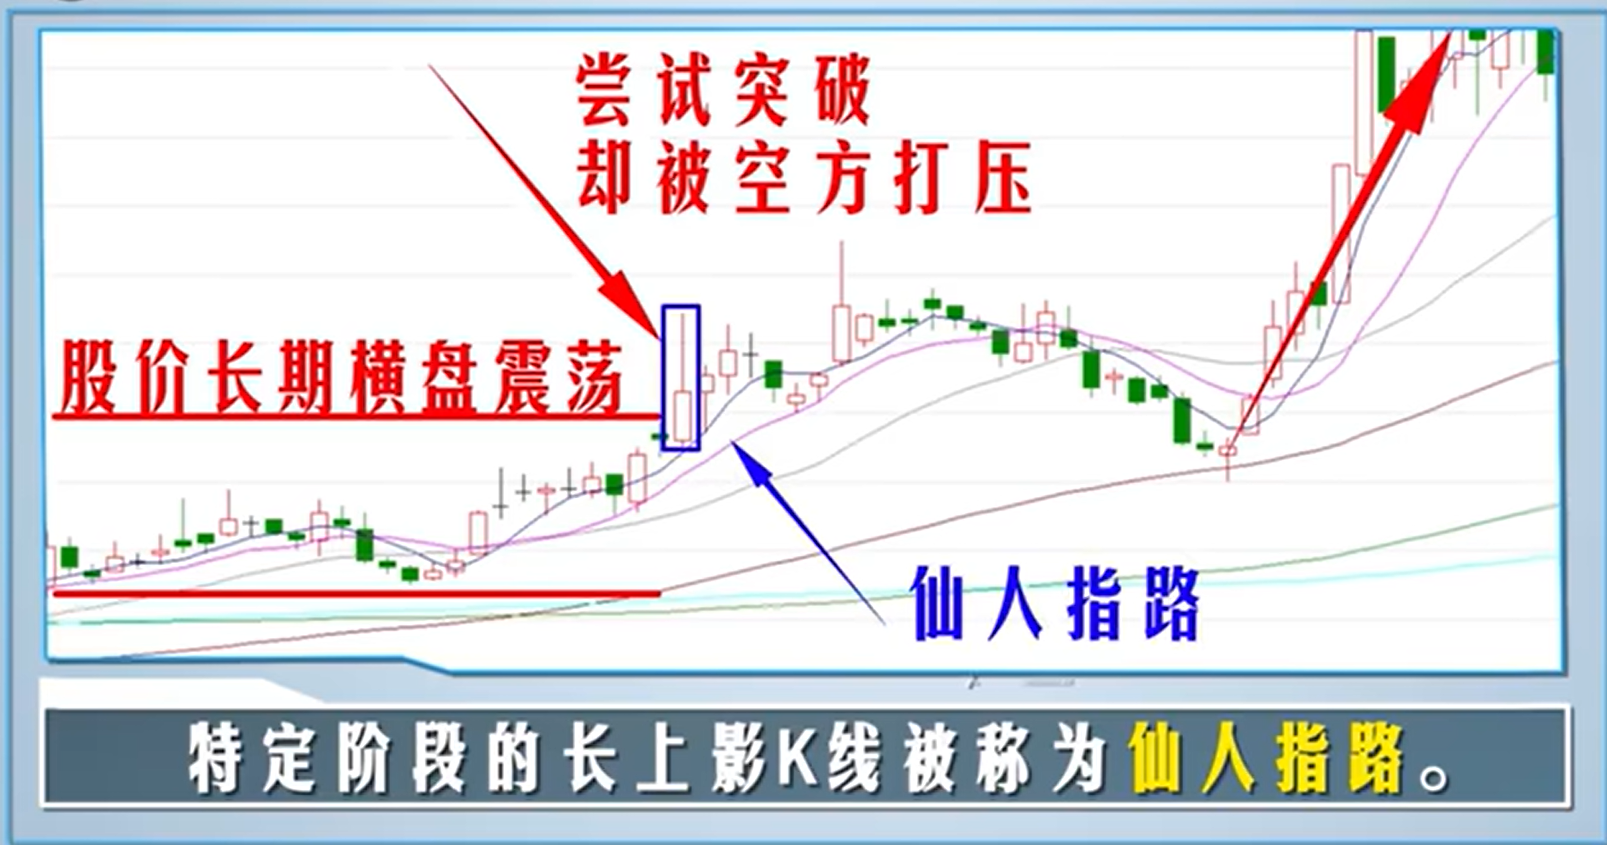 尝试突破
却被空方打压
股价长期横盘震荡
仙人指路
特定阶段的长上影K线被称为仙人指路。